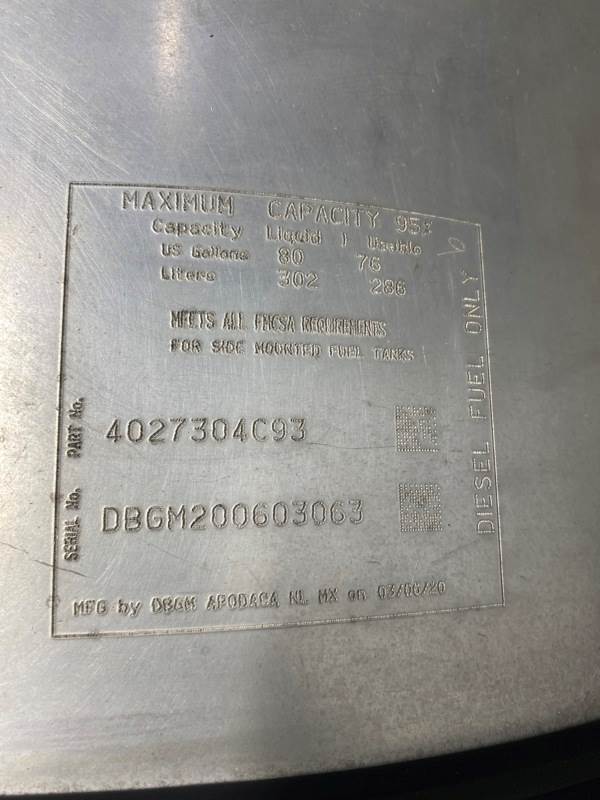 MAXIMUM CAPACITY 95%
Capacity Liquid | Usable
US Gallons 80 76
Liters 302 286
MEETS ALL FMCSA REQUIREMENTS
FOR SIDE MOUNTED FUEL TANKS
PART No. 4027304C93
SERIAL No. DBGM200603063
MFG by DBGM APODACA NL MX on 03/06/20
DIESEL FUEL ONLY